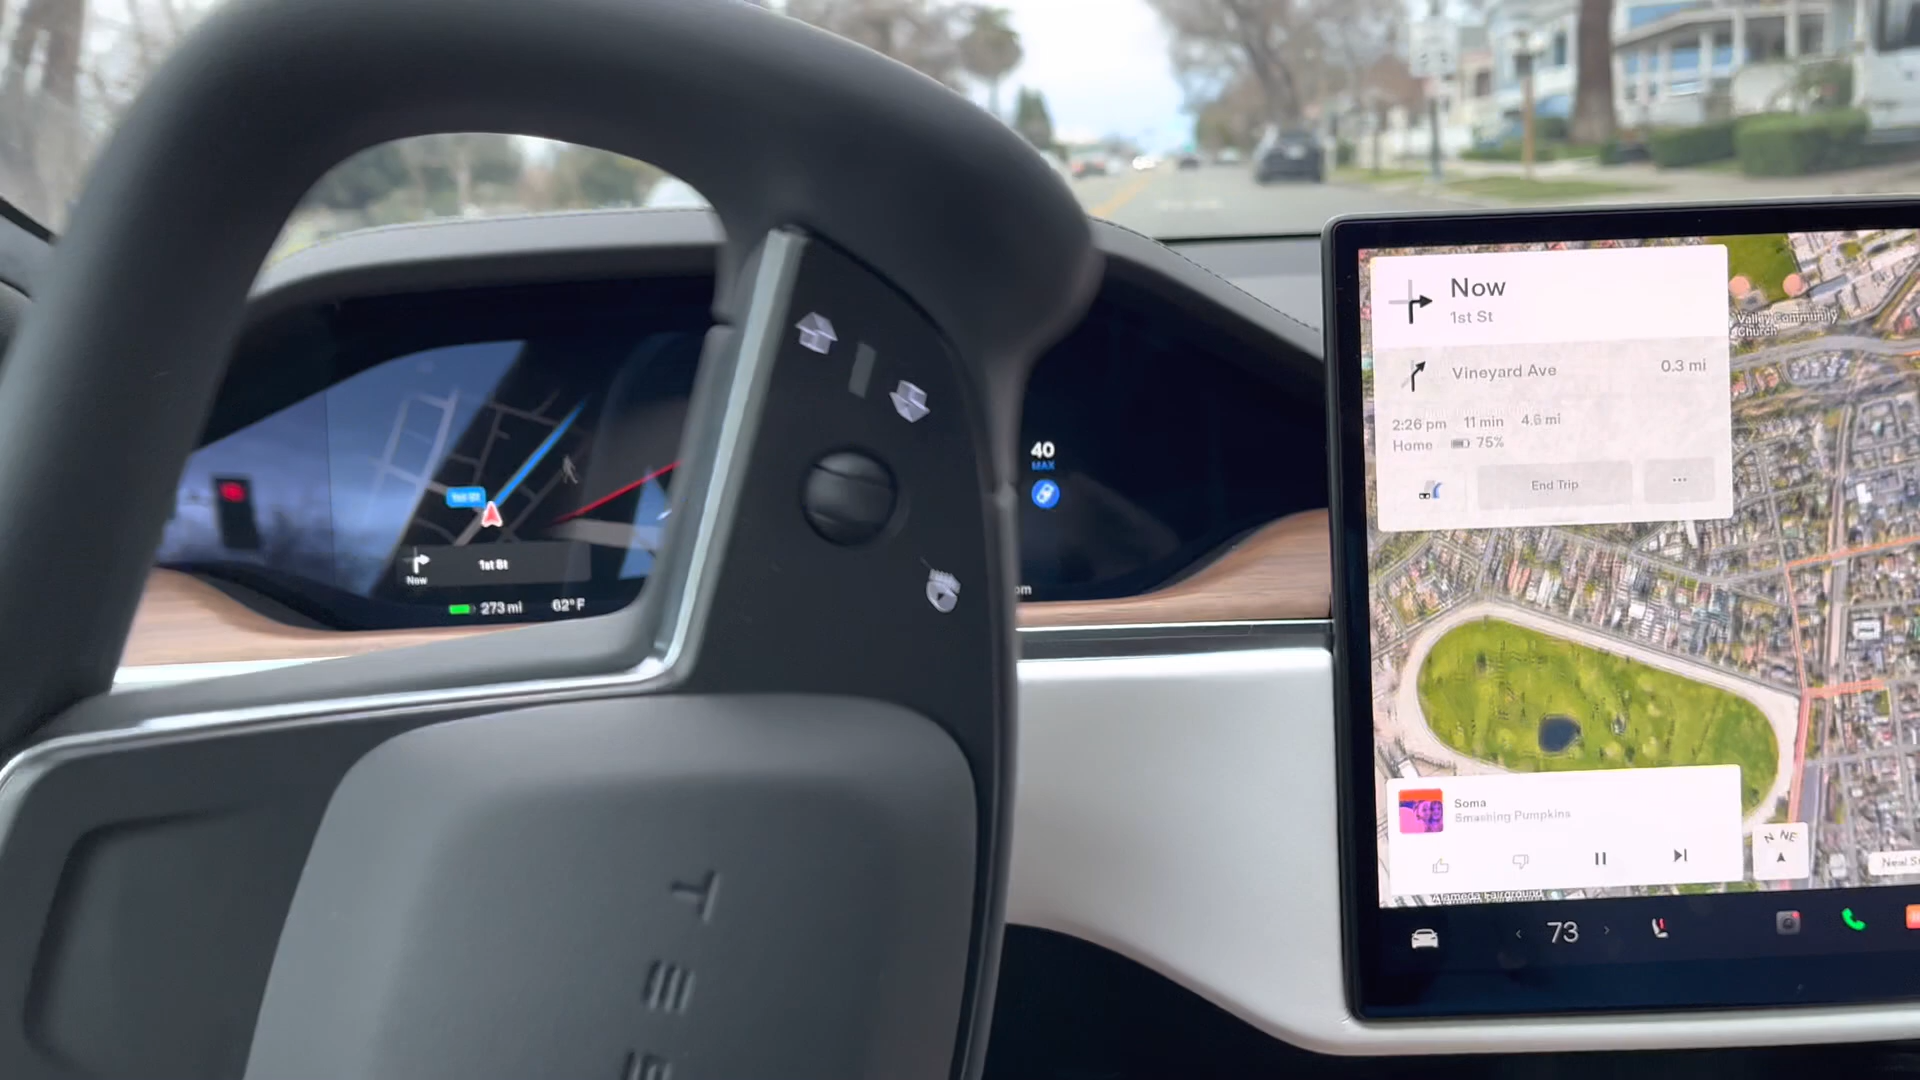 Now
1st St
Vineyard Ave 0.3 mi
2:26 pm 11 min 4.6 mi
Home 75%
End Trip
...
Valley Community
Church
40
MAX
1st St
1st St
Now
273 mi 62°F
Soma
Smashing Pumpkins
N NE
Alameda Fairground
73
T E S